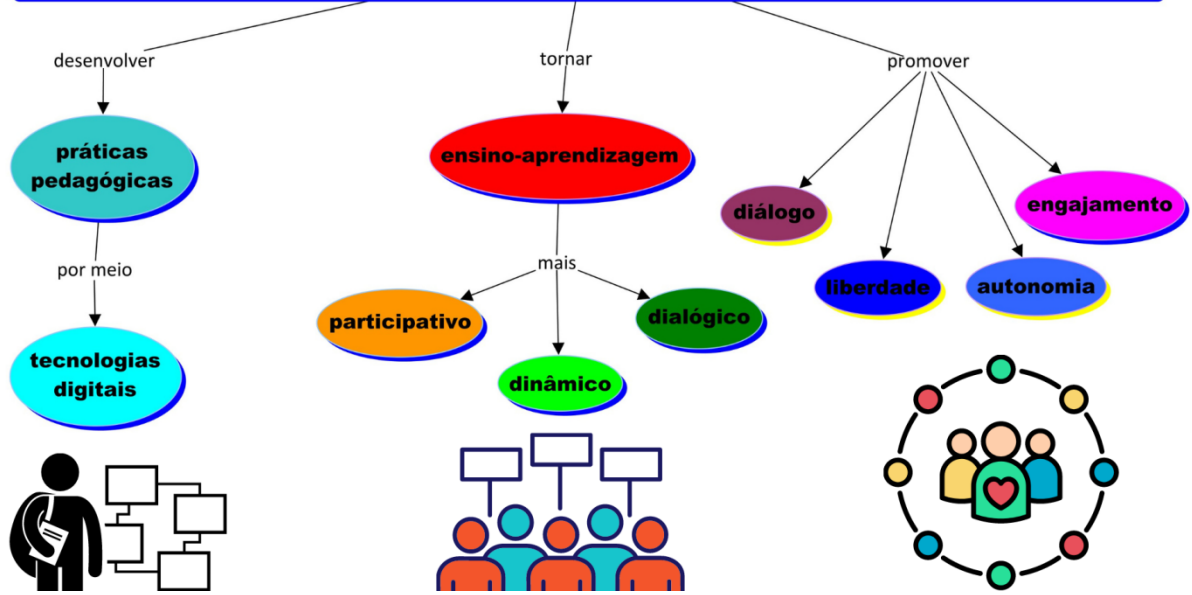 desenvolver
tornar
promover
práticas
pedagógicas
ensino-aprendizagem
diálogo
engajamento
por meio
mais
liberdade
autonomia
participativo
dialógico
tecnologias
digitais
dinâmico